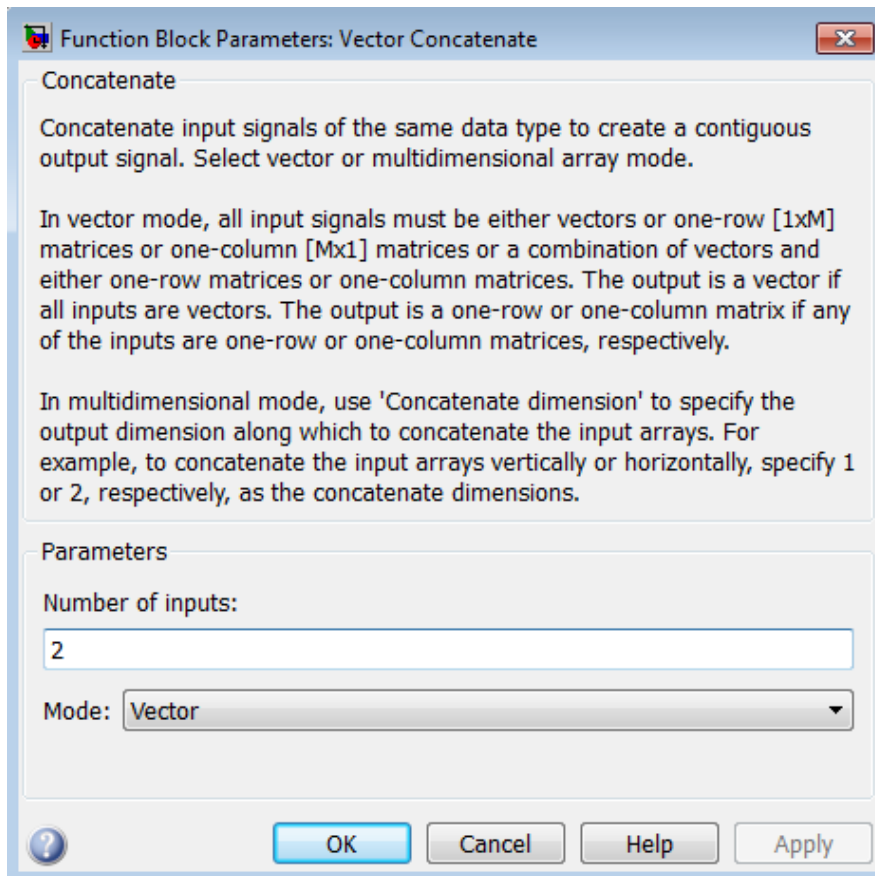 Function Block Parameters: Vector Concatenate
Concatenate
Concatenate input signals of the same data type to create a contiguous
output signal. Select vector or multidimensional array mode.
In vector mode, all input signals must be either vectors or one-row [1xM]
matrices or one-column [Mx1] matrices or a combination of vectors and
either one-row matrices or one-column matrices. The output is a vector if
all inputs are vectors. The output is a one-row or one-column matrix if any
of the inputs are one-row or one-column matrices, respectively.
In multidimensional mode, use 'Concatenate dimension' to specify the
output dimension along which to concatenate the input arrays. For
example, to concatenate the input arrays vertically or horizontally, specify 1
or 2, respectively, as the concatenate dimensions.
Parameters
Number of inputs:
2
Mode: Vector
? OK Cancel Help Apply